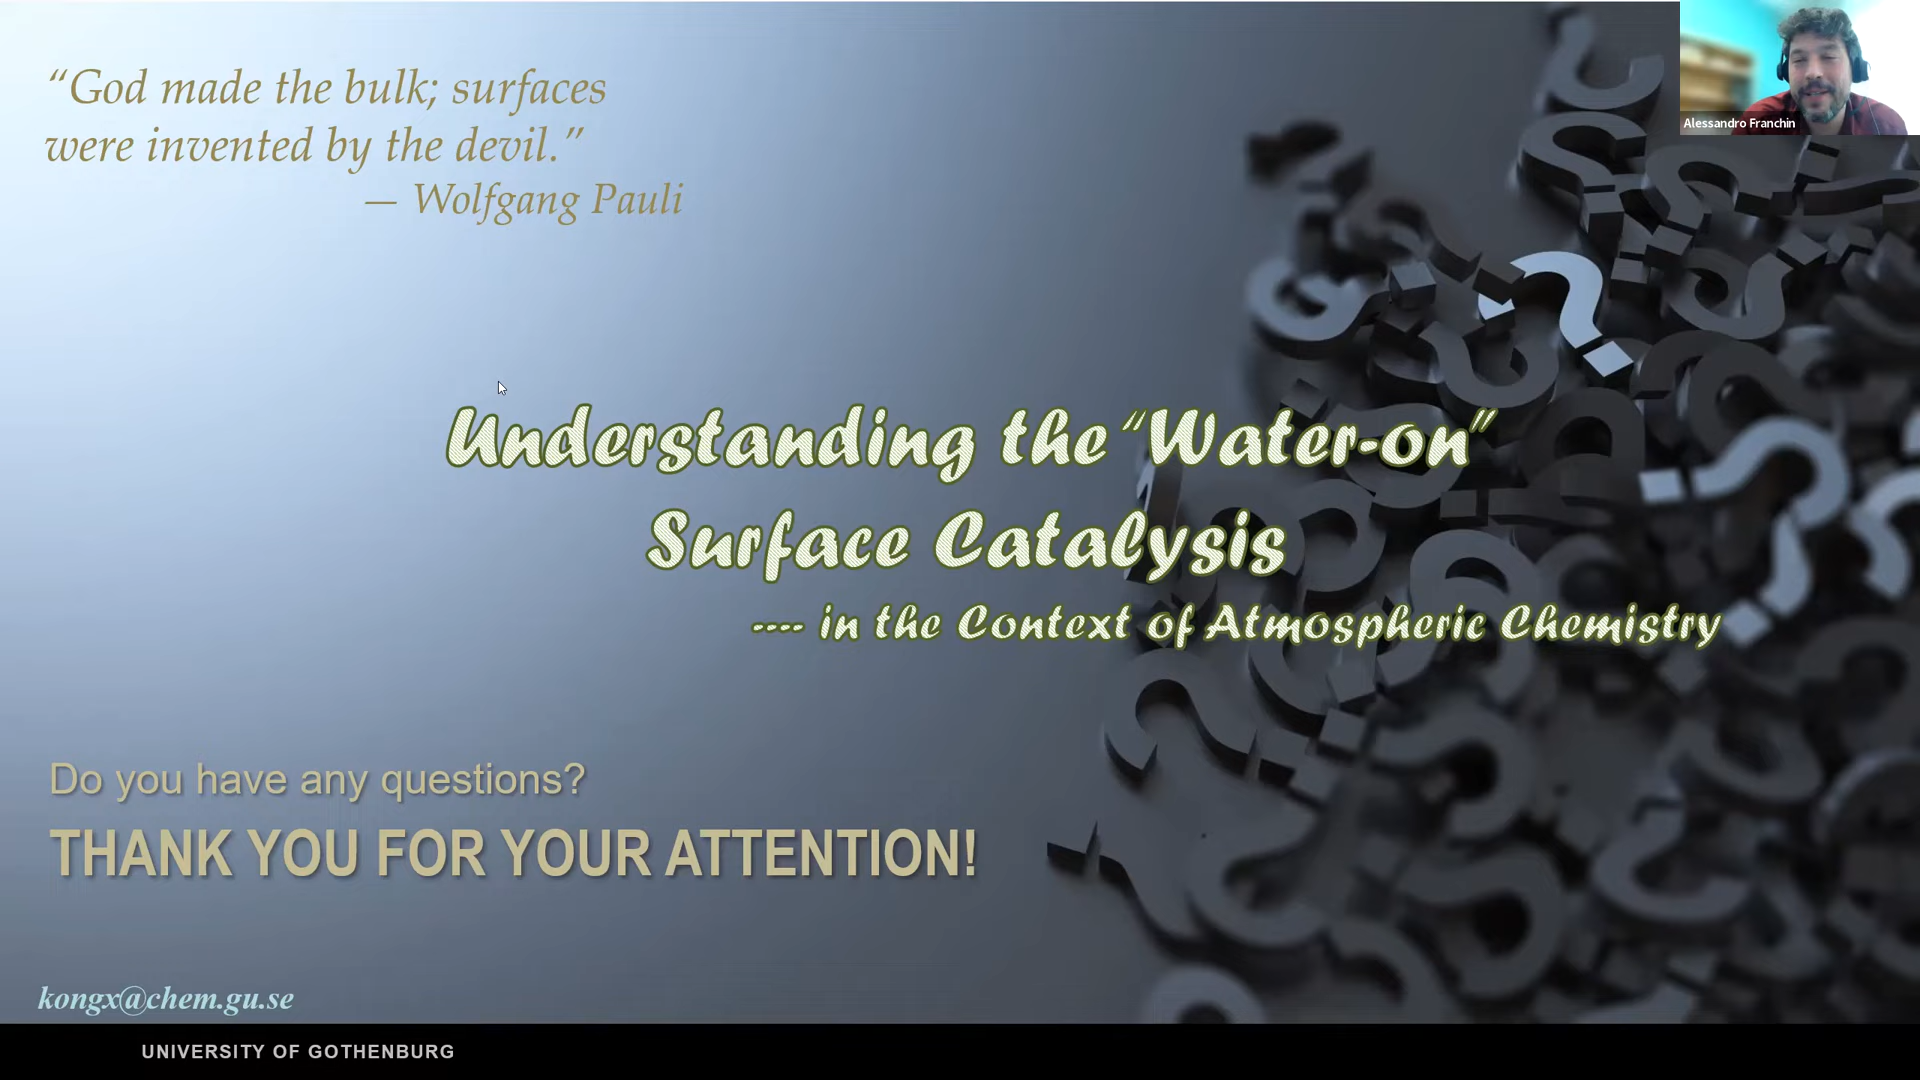 “God made the bulk; surfaces
were invented by the devil.”
— Wolfgang Pauli
Alessandro Franchin
Understanding the “Water-on”
Surface Catalysis
---- in the Context of Atmospheric Chemistry
Do you have any questions?
THANK YOU FOR YOUR ATTENTION!
kongx@chem.gu.se
UNIVERSITY OF GOTHENBURG